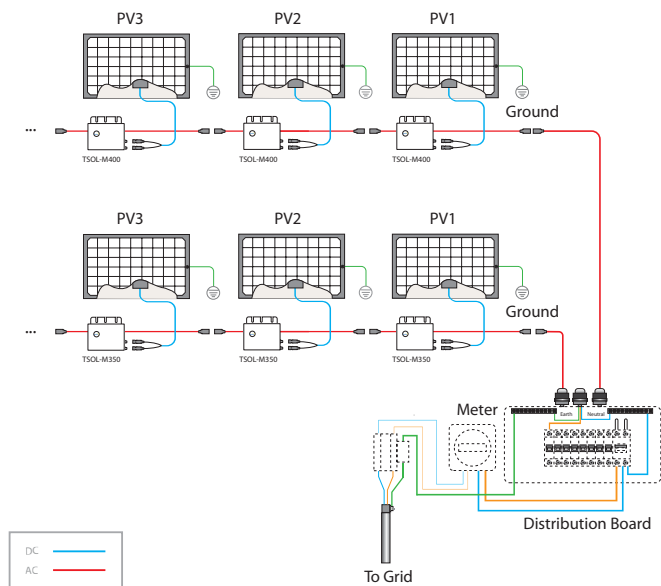 PV3
PV2
PV1
Ground
...
TSOL-M400
TSOL-M400
TSOL-M400
PV3
PV2
PV1
Ground
...
TSOL-M350
TSOL-M350
TSOL-M350
Meter
Earth
Neutral
Distribution Board
To Grid
DC
AC